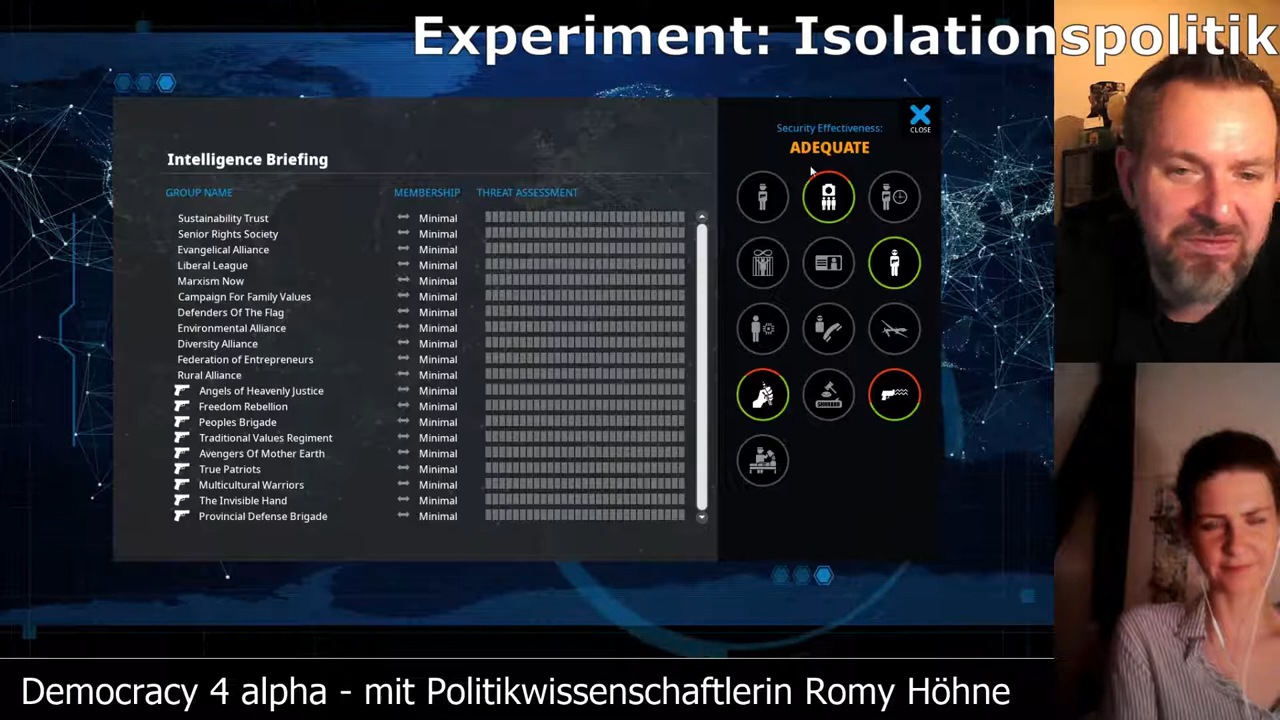 Experiment: Isolationspolitik
CLOSE
Security Effectiveness:
ADEQUATE
Intelligence Briefing
GROUP NAME MEMBERSHIP THREAT ASSESSMENT
Sustainability Trust Minimal
Senior Rights Society Minimal
Evangelical Alliance Minimal
Liberal League Minimal
Marxism Now Minimal
Campaign For Family Values Minimal
Defenders Of The Flag Minimal
Environmental Alliance Minimal
Diversity Alliance Minimal
Federation of Entrepreneurs Minimal
Rural Alliance Minimal
Angels of Heavenly Justice Minimal
Freedom Rebellion Minimal
Peoples Brigade Minimal
Traditional Values Regiment Minimal
Avengers Of Mother Earth Minimal
True Patriots Minimal
Multicultural Warriors Minimal
The Invisible Hand Minimal
Provincial Defense Brigade Minimal
Democracy 4 alpha - mit Politikwissenschaftlerin Romy Höhne